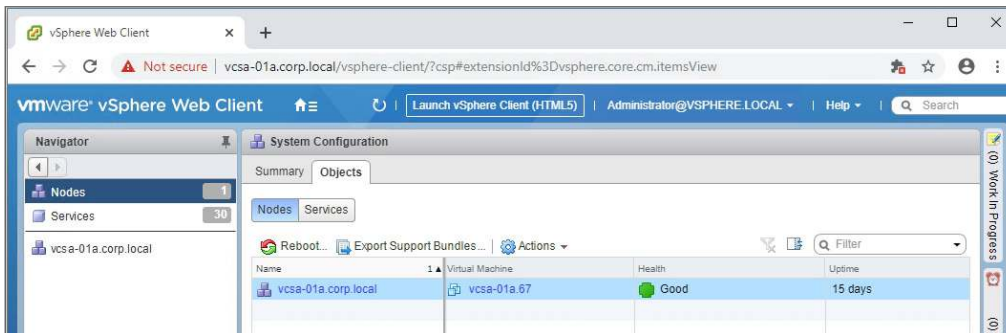 vSphere Web Client
Not secure | vcsa-01a.corp.local/vsphere-client/?csp#extensionId%3Dvsphere.core.cm.itemsView
vmware® vSphere Web Client | Launch vSphere Client (HTML5) | Administrator@VSPHERE.LOCAL | Help | Search
Navigator
System Configuration
Summary Objects
Nodes 1
Services 30
vcsa-01a.corp.local
Nodes Services
Reboot... Export Support Bundles... | Actions Filter
Name 1 Virtual Machine Health Uptime
vcsa-01a.corp.local vcsa-01a.67 Good 15 days
(0) Work In Progress
(0)